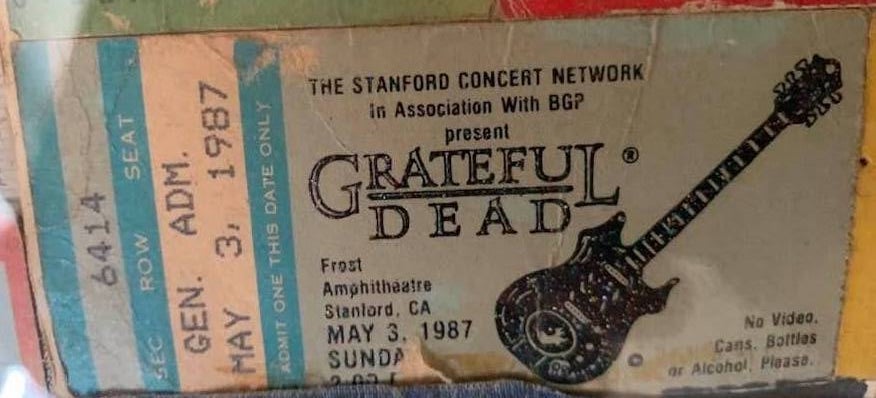 6414
SEC ROW SEAT
GEN. ADM.
MAY 3, 1987
ADMIT ONE THIS DATE ONLY
THE STANFORD CONCERT NETWORK
In Association With BGP
present
GRATEFUL ®
DEAD
Frost
Amphitheatre
Stanford, CA
MAY 3, 1987
SUNDA
No Video,
Cans, Bottles
or Alcohol, Please.
©